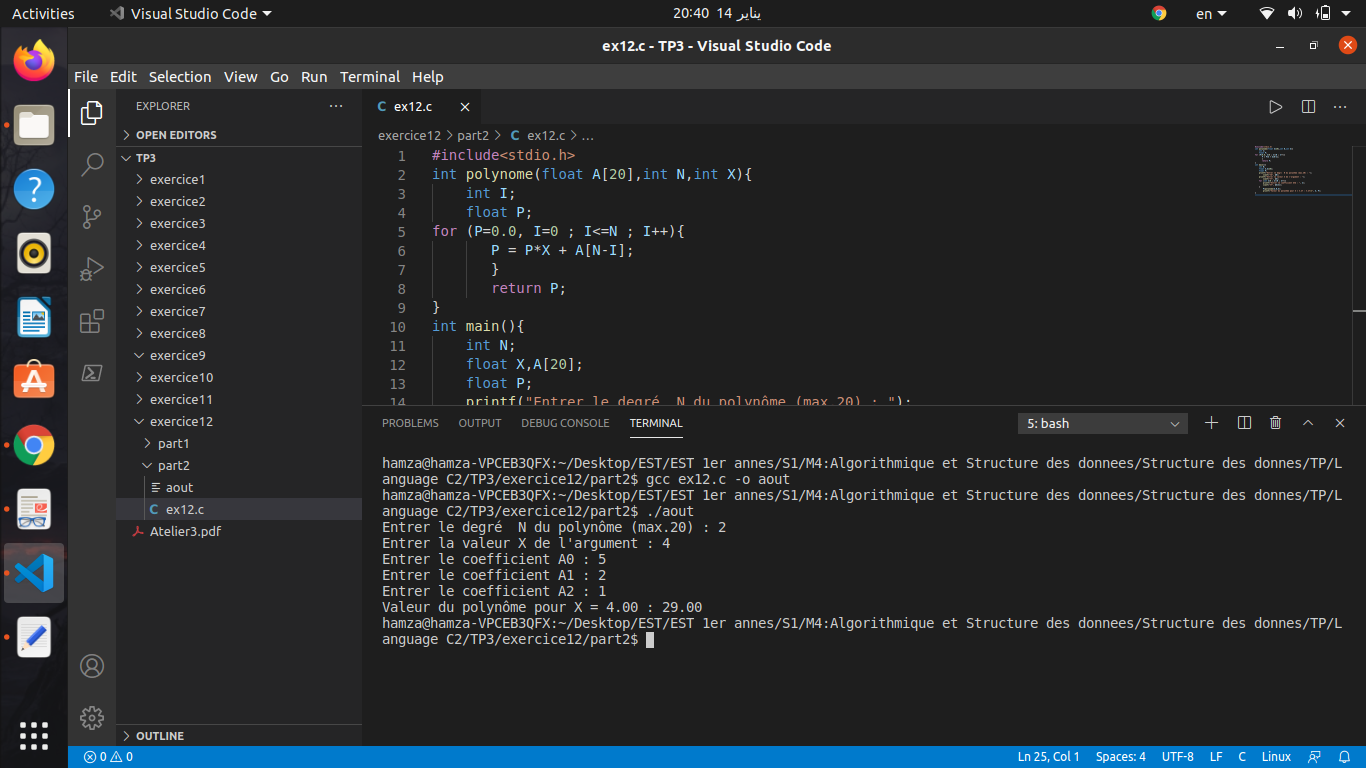 Activities
Visual Studio Code
20:40 14 يناير
en
ex12.c - TP3 - Visual Studio Code
File Edit Selection View Go Run Terminal Help
EXPLORER
OPEN EDITORS
TP3
exercice1
exercice2
exercice3
exercice4
exercice5
exercice6
exercice7
exercice8
exercice9
exercice10
exercice11
exercice12
part1
part2
aout
ex12.c
Atelier3.pdf
OUTLINE
ex12.c
exercice12 > part2 > C ex12.c > ...
1 #include<stdio.h>
2 int polynome(float A[20],int N,int X){
3 int I;
4 float P;
5 for (P=0.0, I=0 ; I<=N ; I++){
6 P = P*X + A[N-I];
7 }
8 return P;
9 }
10 int main(){
11 int N;
12 float X,A[20];
13 float P;
14 printf("Entrer le degré  N du polynôme (max.20) : ");
PROBLEMS OUTPUT DEBUG CONSOLE TERMINAL
5: bash
hamza@hamza-VPCEB3QFX:~/Desktop/EST/EST 1er annes/S1/M4:Algorithmique et Structure des donnees/Structure des donnes/TP/L
anguage C2/TP3/exercice12/part2$ gcc ex12.c -o aout
hamza@hamza-VPCEB3QFX:~/Desktop/EST/EST 1er annes/S1/M4:Algorithmique et Structure des donnees/Structure des donnes/TP/L
anguage C2/TP3/exercice12/part2$ ./aout
Entrer le degré  N du polynôme (max.20) : 2
Entrer la valeur X de l'argument : 4
Entrer le coefficient A0 : 5
Entrer le coefficient A1 : 2
Entrer le coefficient A2 : 1
Valeur du polynôme pour X = 4.00 : 29.00
hamza@hamza-VPCEB3QFX:~/Desktop/EST/EST 1er annes/S1/M4:Algorithmique et Structure des donnees/Structure des donnes/TP/L
anguage C2/TP3/exercice12/part2$
0 0
Ln 25, Col 1 Spaces: 4 UTF-8 LF C Linux